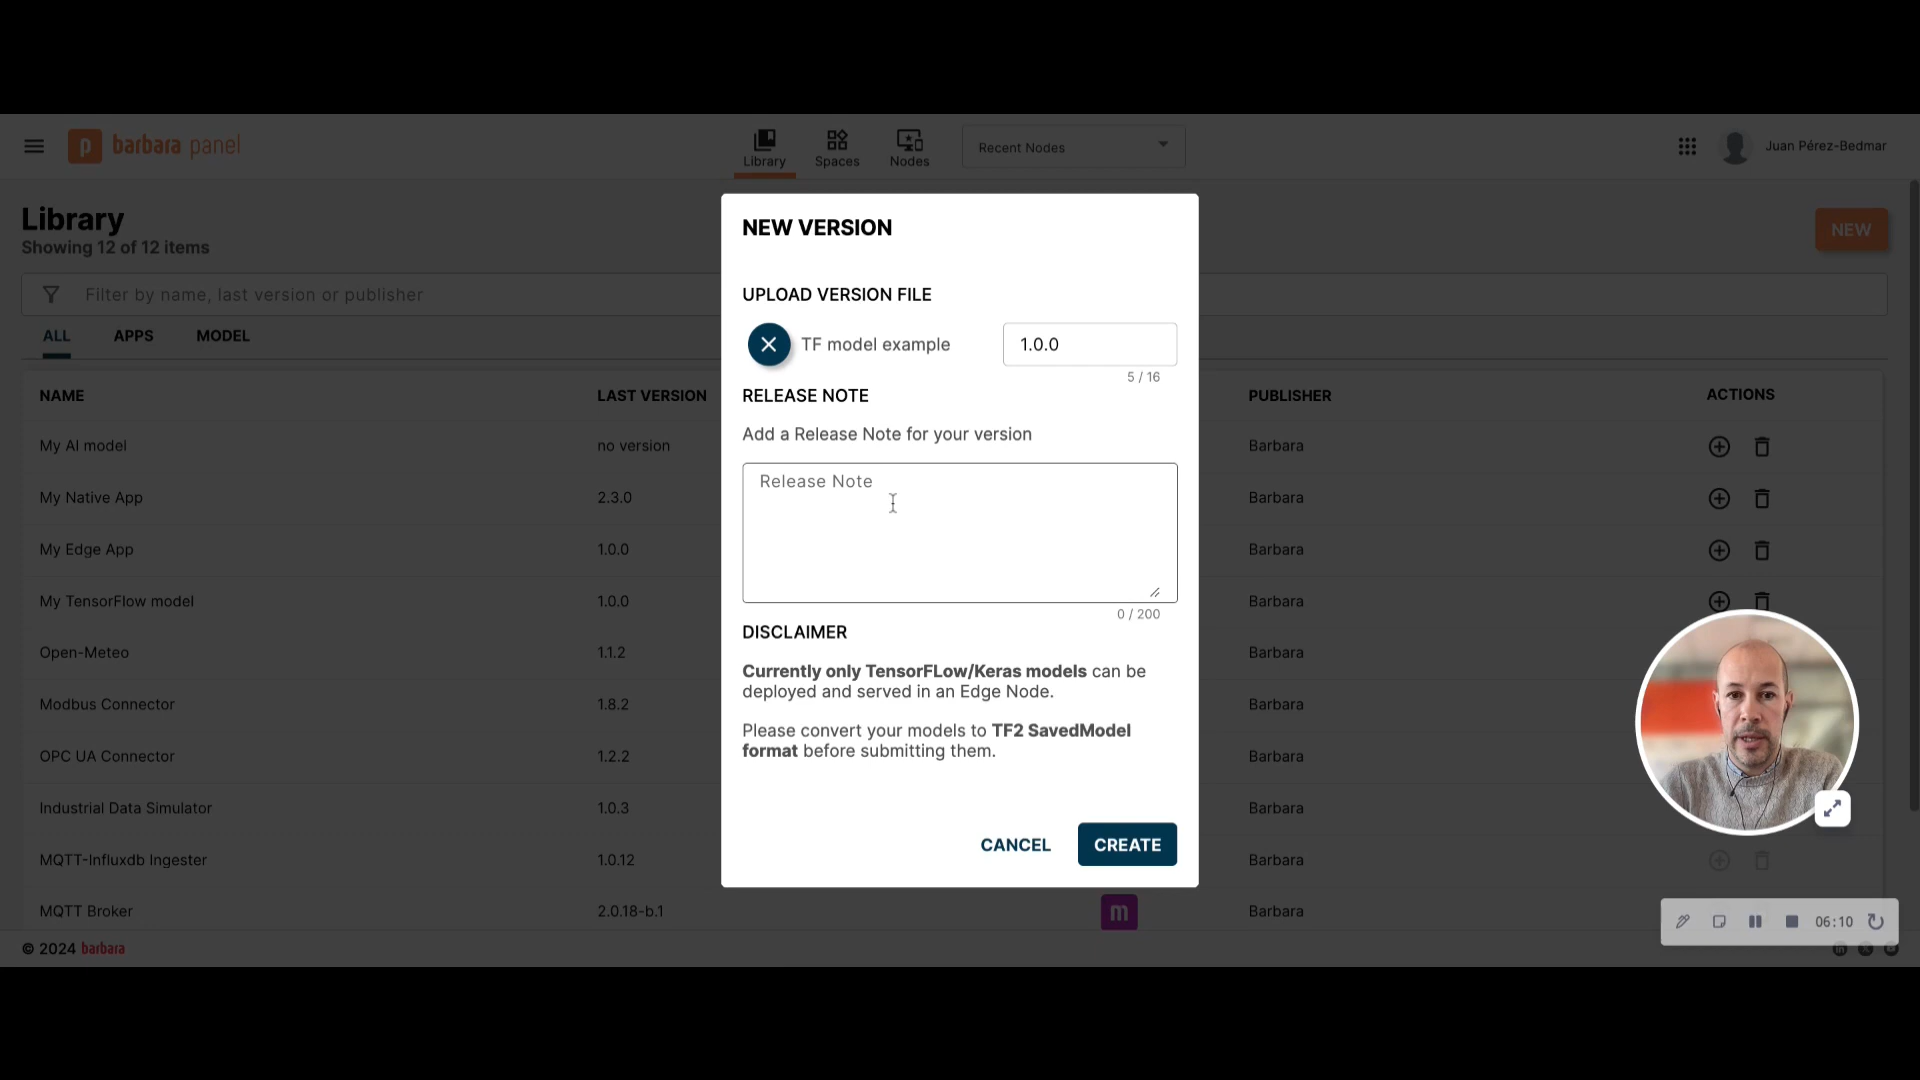 barbara panel
Library
Spaces
Nodes
Recent Nodes
Juan Pérez-Bedmar
Library
Showing 12 of 12 items
NEW
Filter by name, last version or publisher
ALL
APPS
MODEL
NAME
LAST VERSION
PUBLISHER
ACTIONS
My AI model
no version
Barbara
My Native App
2.3.0
Barbara
My Edge App
1.0.0
Barbara
My TensorFlow model
1.0.0
Barbara
Open-Meteo
1.1.2
Barbara
Modbus Connector
1.8.2
Barbara
OPC UA Connector
1.2.2
Barbara
Industrial Data Simulator
1.0.3
Barbara
MQTT-Influxdb Ingester
1.0.12
Barbara
MQTT Broker
2.0.18-b.1
m
Barbara
NEW VERSION
UPLOAD VERSION FILE
TF model example
1.0.0
5 / 16
RELEASE NOTE
Add a Release Note for your version
Release Note
0 / 200
DISCLAIMER
Currently only TensorFLow/Keras models can be
deployed and served in an Edge Node.
Please convert your models to TF2 SavedModel
format before submitting them.
CANCEL
CREATE
06:10
© 2024 barbara